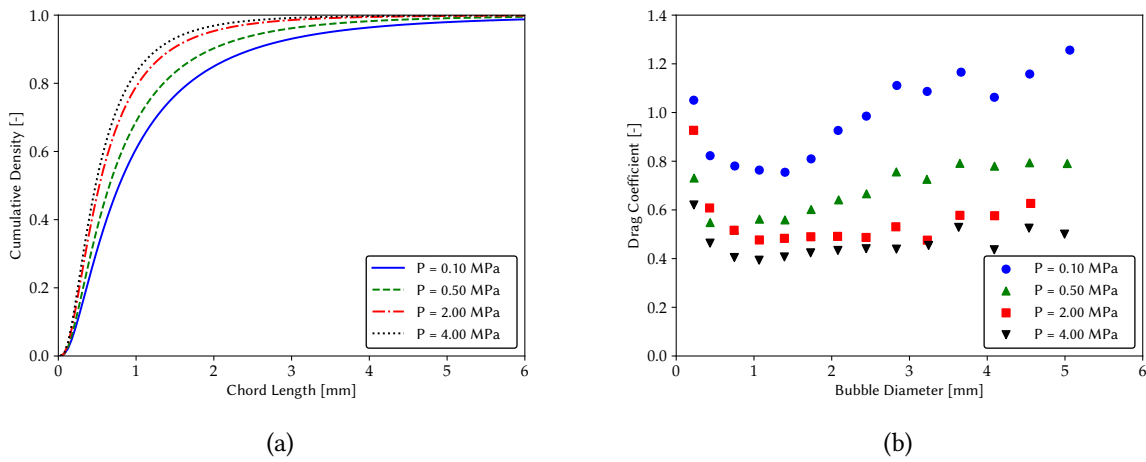 1.0
0.8
0.6
0.4
0.2
0.0
Cumulative Density [-]
0
1
2
3
4
5
6
Chord Length [mm]
P = 0.10 MPa
P = 0.50 MPa
P = 2.00 MPa
P = 4.00 MPa
(a)
1.4
1.2
1.0
0.8
0.6
0.4
0.2
0.0
Drag Coefficient [-]
0
1
2
3
4
5
6
Bubble Diameter [mm]
P = 0.10 MPa
P = 0.50 MPa
P = 2.00 MPa
P = 4.00 MPa
(b)